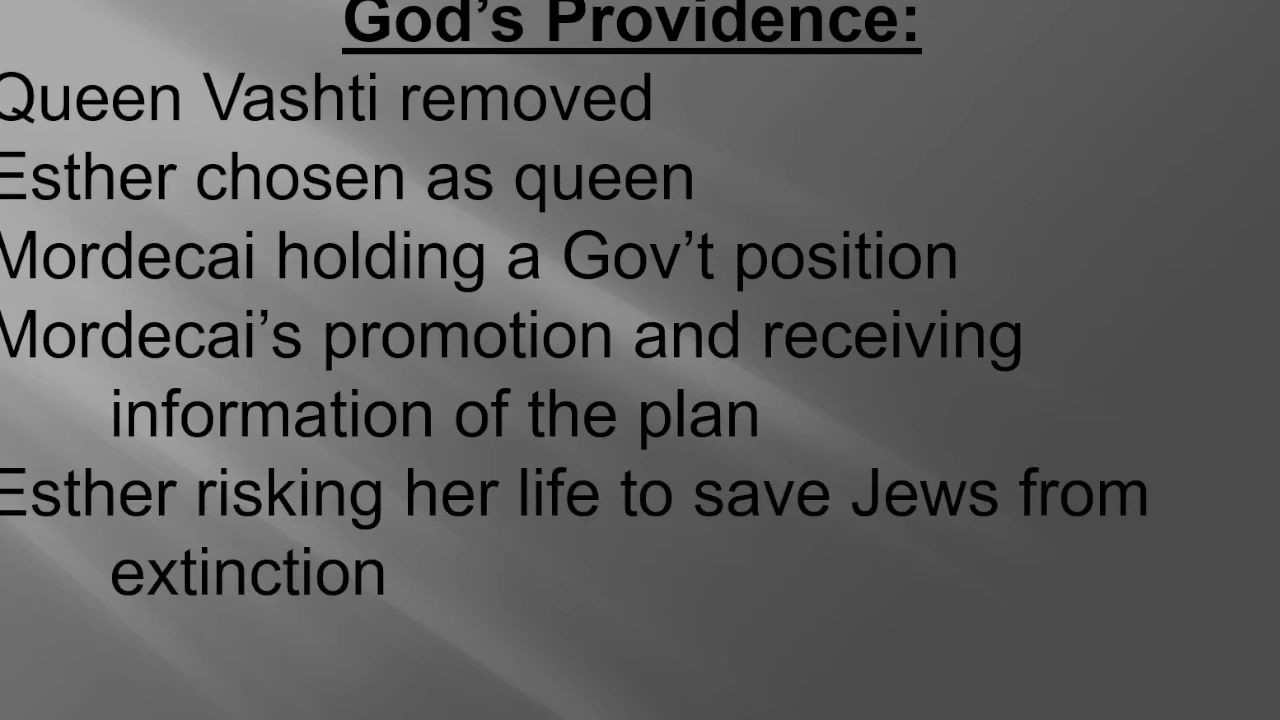 God’s Providence:
Queen Vashti removed
Esther chosen as queen
Mordecai holding a Gov’t position
Mordecai’s promotion and receiving
information of the plan
Esther risking her life to save Jews from
extinction